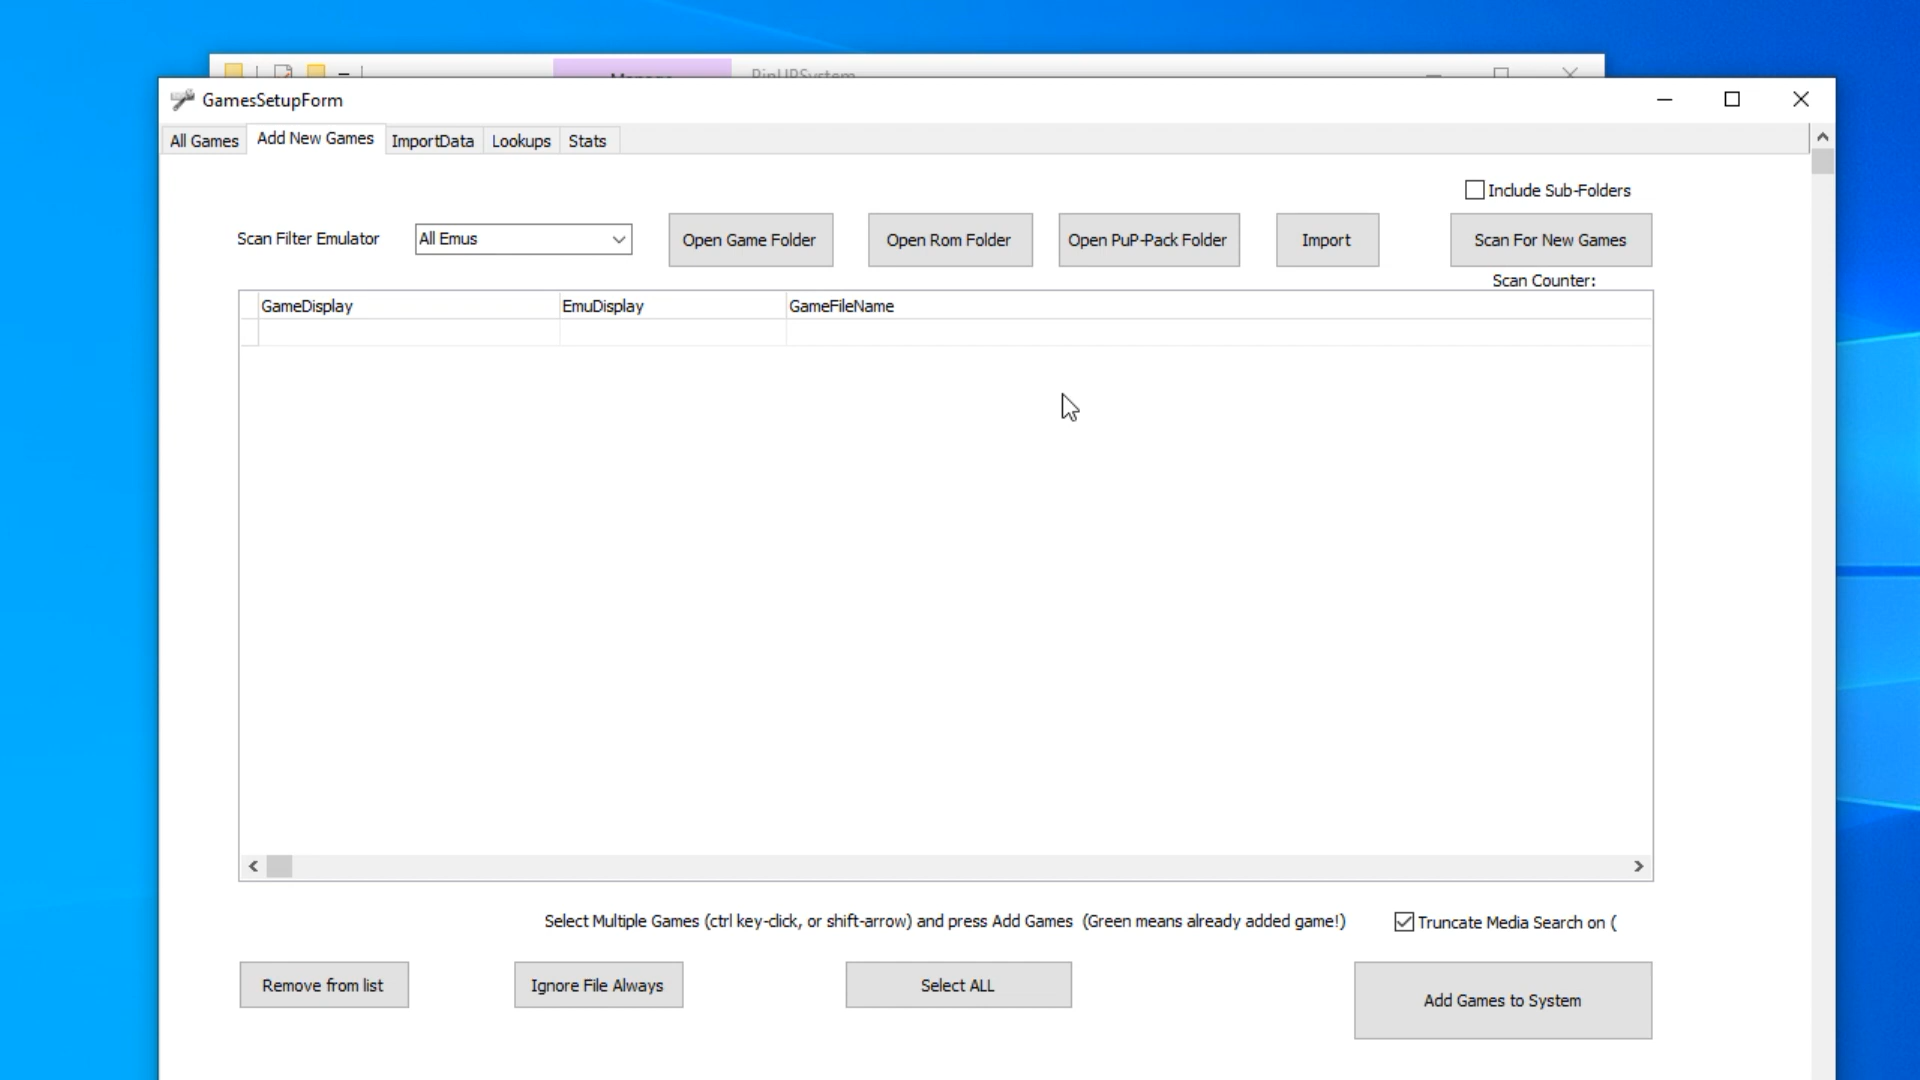 PinUPSystem
GamesSetupForm
All Games
Add New Games
ImportData
Lookups
Stats
Include Sub-Folders
Scan Filter Emulator
All Emus
Open Game Folder
Open Rom Folder
Open PuP-Pack Folder
Import
Scan For New Games
Scan Counter:
GameDisplay
EmuDisplay
GameFileName
Select Multiple Games (ctrl key-click, or shift-arrow) and press Add Games (Green means already added game!)
Truncate Media Search on (
Remove from list
Ignore File Always
Select ALL
Add Games to System